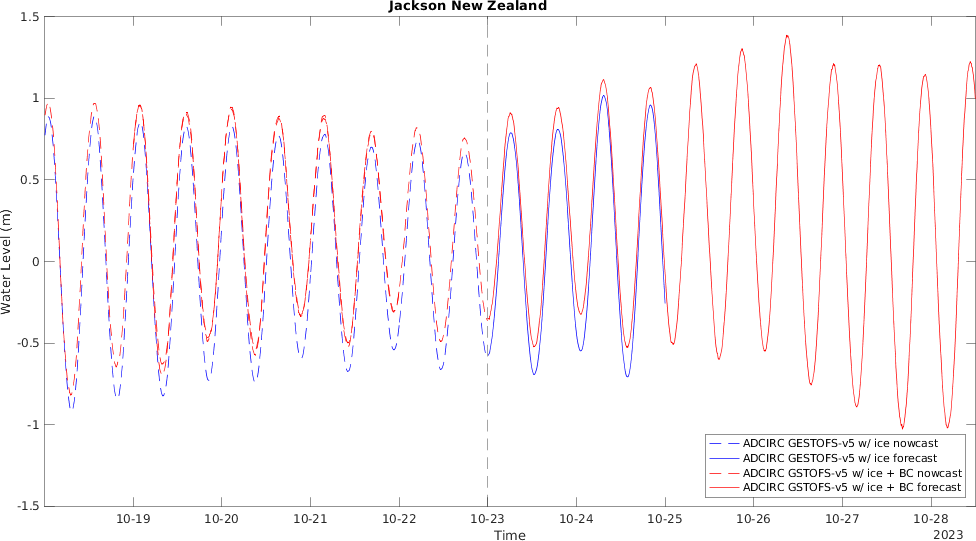 Jackson New Zealand
1.5
1
0.5
0
-0.5
-1
-1.5
Water Level (m)
ADCIRC GESTOFS-v5 w/ ice nowcast
ADCIRC GESTOFS-v5 w/ ice forecast
ADCIRC GSTOFS-v5 w/ ice + BC nowcast
ADCIRC GSTOFS-v5 w/ ice + BC forecast
10-19 10-20 10-21 10-22 10-23 10-24 10-25 10-26 10-27 10-28
Time
2023